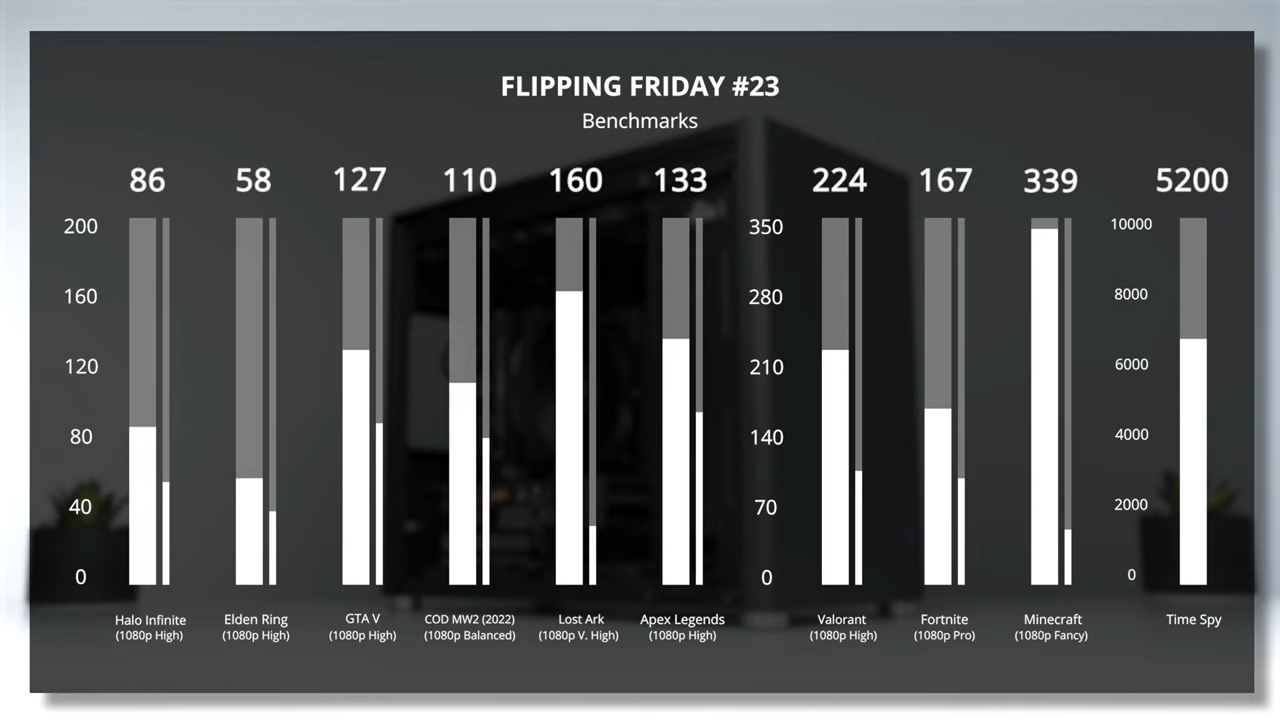 FLIPPING FRIDAY #23
Benchmarks
86 58 127 110 160 133 224 167 339 5200
200 350 10000
160 280 8000
120 210 6000
80 140 4000
40 70 2000
0 0 0
Halo Infinite Elden Ring GTA V COD MW2 (2022) Lost Ark Apex Legends Valorant Fortnite Minecraft Time Spy
(1080p High) (1080p High) (1080p High) (1080p Balanced) (1080p V. High) (1080p High) (1080p High) (1080p Pro) (1080p Fancy)